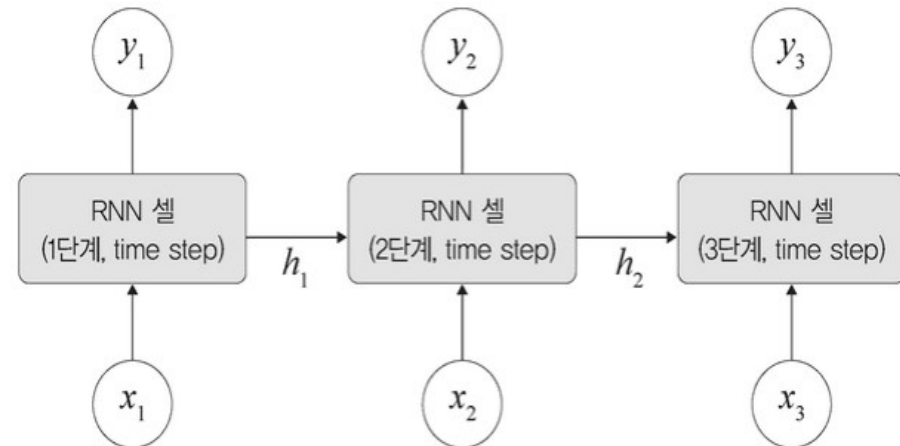 y₁ y₂ y₃
RNN 셀 RNN 셀 RNN 셀
(1단계, time step) (2단계, time step) (3단계, time step)
h₁ h₂
x₁ x₂ x₃